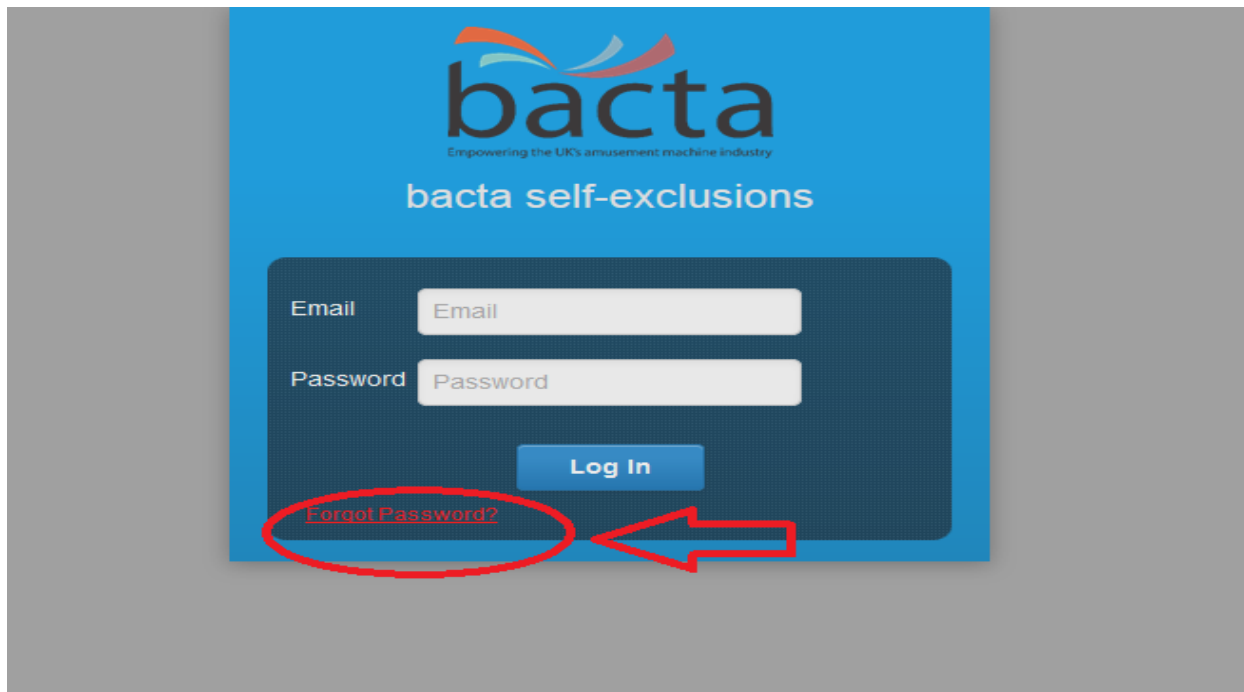 bacta
Empowering the UK's amusement machine industry
bacta self-exclusions
Email Email
Password Password
Log In
Forgot Password?